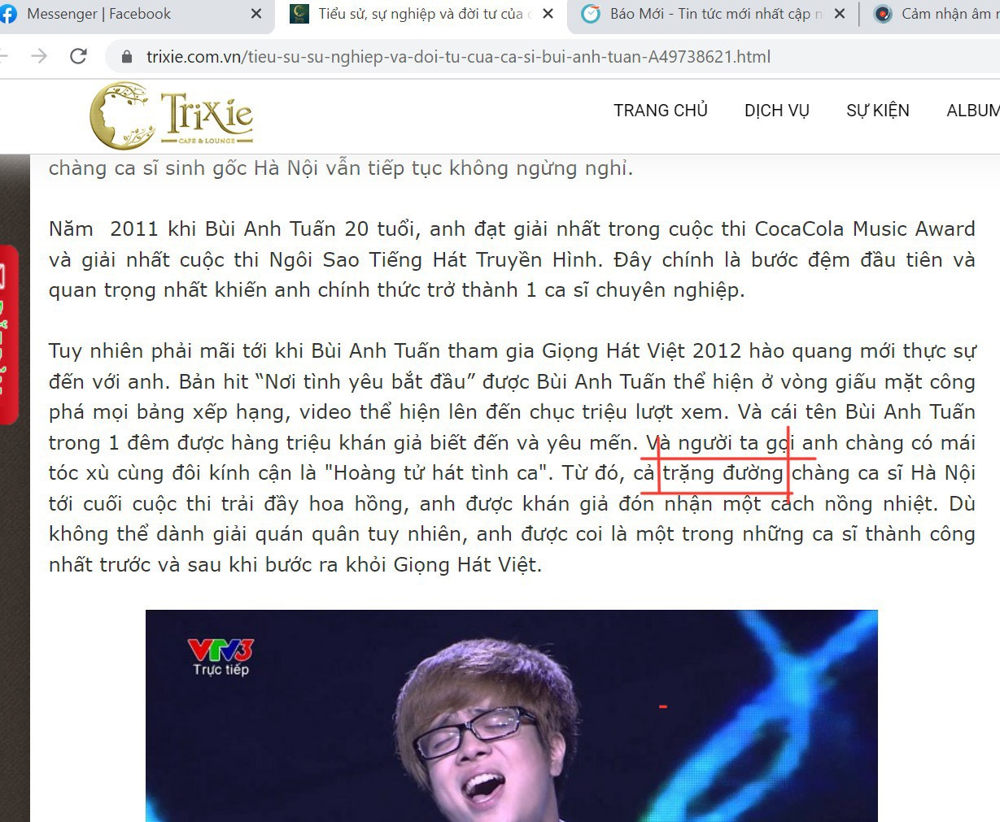 Messenger | Facebook
Tiểu sử, sự nghiệp và đời tư của
Báo Mới - Tin tức mới nhất cập
Cảm nhận âm
trixie.com.vn/tieu-su-su-nghiep-va-doi-tu-cua-ca-si-bui-anh-tuan-A49738621.html
Trixie
CAFE & LOUNGE
TRANG CHỦ
DỊCH VỤ
SỰ KIỆN
ALBUM
chàng ca sĩ sinh gốc Hà Nội vẫn tiếp tục không ngừng nghỉ.
Năm 2011 khi Bùi Anh Tuấn 20 tuổi, anh đạt giải nhất trong cuộc thi CocaCola Music Award
và giải nhất cuộc thi Ngôi Sao Tiếng Hát Truyền Hình. Đây chính là bước đệm đầu tiên và
quan trọng nhất khiến anh chính thức trở thành 1 ca sĩ chuyên nghiệp.
Tuy nhiên phải mãi tới khi Bùi Anh Tuấn tham gia Giọng Hát Việt 2012 hào quang mới thực sự
đến với anh. Bản hit “Nơi tình yêu bắt đầu” được Bùi Anh Tuấn thể hiện ở vòng giấu mặt công
phá mọi bảng xếp hạng, video thể hiện lên đến chục triệu lượt xem. Và cái tên Bùi Anh Tuấn
trong 1 đêm được hàng triệu khán giả biết đến và yêu mến. Và người ta gọi anh chàng có mái
tóc xù cùng đôi kính cận là "Hoàng tử hát tình ca". Từ đó, cả trặng đường chàng ca sĩ Hà Nội
tới cuối cuộc thi trải đầy hoa hồng, anh được khán giả đón nhận một cách nồng nhiệt. Dù
không thể dành giải quán quân tuy nhiên, anh được coi là một trong những ca sĩ thành công
nhất trước và sau khi bước ra khỏi Giọng Hát Việt.
VTV3
Trực tiếp